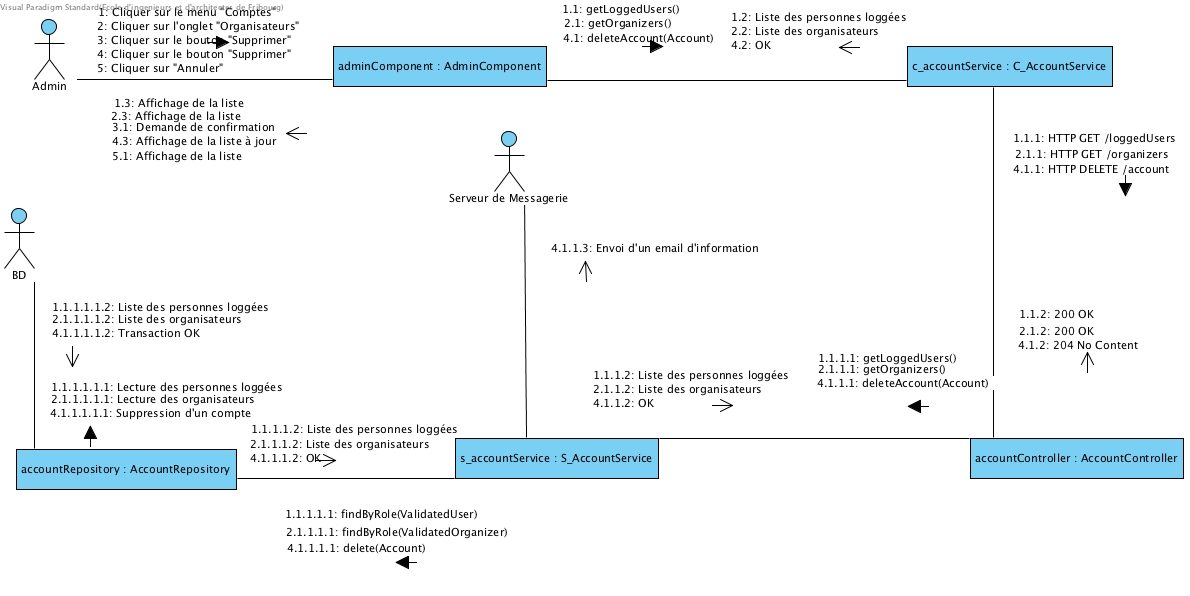 Visual Paradigm Standard(Ecole d'ingenieurs et d'architectes de Fribourg)
1: Cliquer sur le menu "Comptes"
2: Cliquer sur l'onglet "Organisateurs"
3: Cliquer sur le bouton "Supprimer"
4: Cliquer sur le bouton "Supprimer"
5: Cliquer sur "Annuler"
Admin
1.1: getLoggedUsers()
2.1: getOrganizers()
4.1: deleteAccount(Account)
1.2: Liste des personnes loggées
2.2: Liste des organisateurs
4.2: OK
adminComponent : AdminComponent
c_accountService : C_AccountService
1.3: Affichage de la liste
2.3: Affichage de la liste
3.1: Demande de confirmation
4.3: Affichage de la liste à jour
5.1: Affichage de la liste
1.1.1: HTTP GET /loggedUsers
2.1.1: HTTP GET /organizers
4.1.1: HTTP DELETE /account
Serveur de Messagerie
4.1.1.3: Envoi d'un email d'information
BD
1.1.1.1.1.2: Liste des personnes loggées
2.1.1.1.1.2: Liste des organisateurs
4.1.1.1.1.2: Transaction OK
1.1.2: 200 OK
2.1.2: 200 OK
4.1.2: 204 No Content
1.1.1.1.1.1: Lecture des personnes loggées
2.1.1.1.1.1: Lecture des organisateurs
4.1.1.1.1.1: Suppression d'un compte
1.1.1.2: Liste des personnes loggées
2.1.1.2: Liste des organisateurs
4.1.1.2: OK
1.1.1.1: getLoggedUsers()
2.1.1.1: getOrganizers()
4.1.1.1: deleteAccount(Account)
1.1.1.1.2: Liste des personnes loggées
2.1.1.1.2: Liste des organisateurs
4.1.1.1.2: OK
accountRepository : AccountRepository
s_accountService : S_AccountService
accountController : AccountController
1.1.1.1.1: findByRole(ValidatedUser)
2.1.1.1.1: findByRole(ValidatedOrganizer)
4.1.1.1.1: delete(Account)